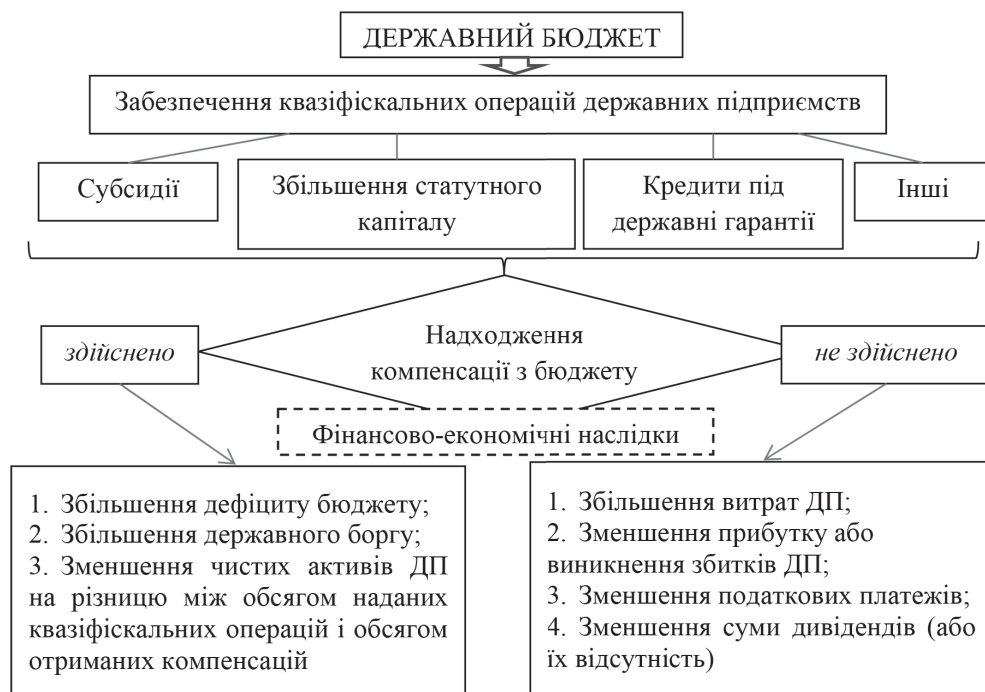 ДЕРЖАВНИЙ БЮДЖЕТ
Забезпечення квазіфіскальних операцій державних підприємств
Субсидії
Збільшення статутного
капіталу
Кредити під
державні гарантії
Інші
Надходження
компенсації з бюджету
здійснено
не здійснено
Фінансово-економічні наслідки
1. Збільшення дефіциту бюджету;
2. Збільшення державного боргу;
3. Зменшення чистих активів ДП
на різницю між обсягом наданих
квазіфіскальних операцій і обсягом
отриманих компенсацій
1. Збільшення витрат ДП;
2. Зменшення прибутку або
виникнення збитків ДП;
3. Зменшення податкових платежів;
4. Зменшення суми дивідендів (або
їх відсутність)